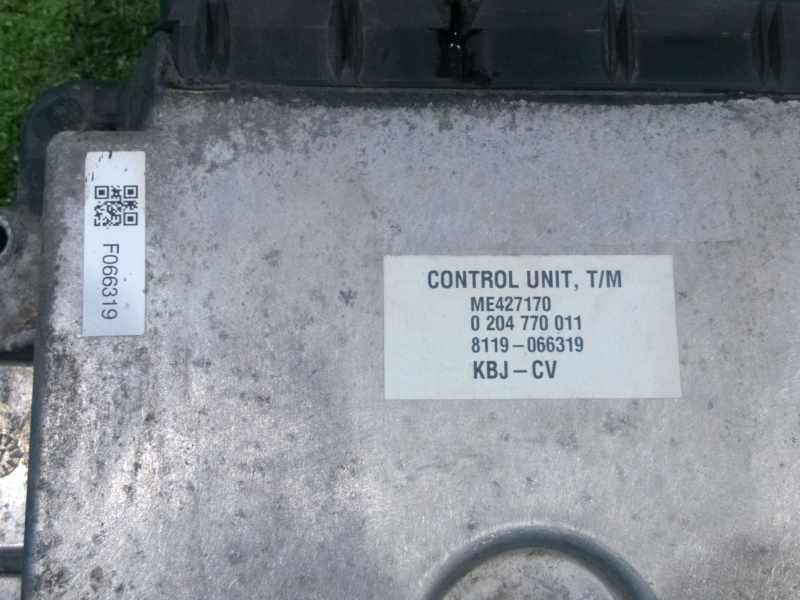 F066319
CONTROL UNIT, T/M
ME427170
0 204 770 011
8119-066319
KBJ-CV